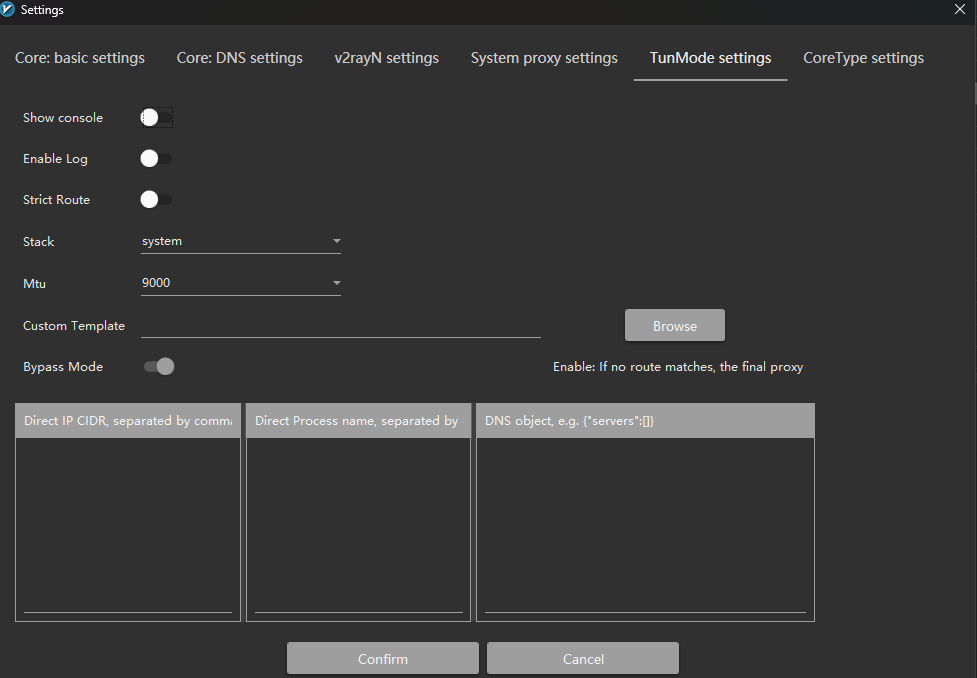 Settings
Core: basic settings Core: DNS settings v2rayN settings System proxy settings TunMode settings CoreType settings
Show console
Enable Log
Strict Route
Stack system
Mtu 9000
Custom Template Browse
Bypass Mode Enable: If no route matches, the final proxy
Direct IP CIDR, separated by comma Direct Process name, separated by DNS object, e.g. {"servers":[]}
Confirm Cancel